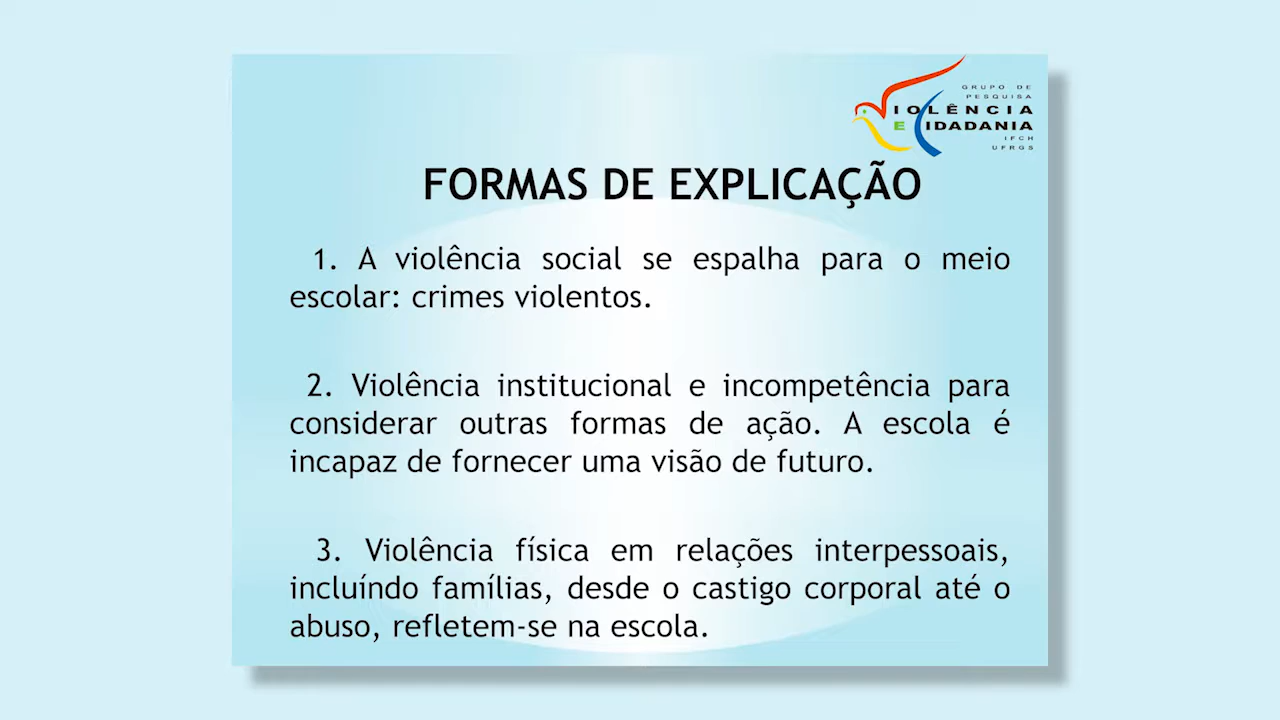 GRUPO DE
PESQUISA
VIOLÊNCIA
E CIDADANIA
IFCH
UFRGS
FORMAS DE EXPLICAÇÃO
1. A violência social se espalha para o meio
escolar: crimes violentos.
2. Violência institucional e incompetência para
considerar outras formas de ação. A escola é
incapaz de fornecer uma visão de futuro.
3. Violência física em relações interpessoais,
incluíndo famílias, desde o castigo corporal até o
abuso, refletem-se na escola.